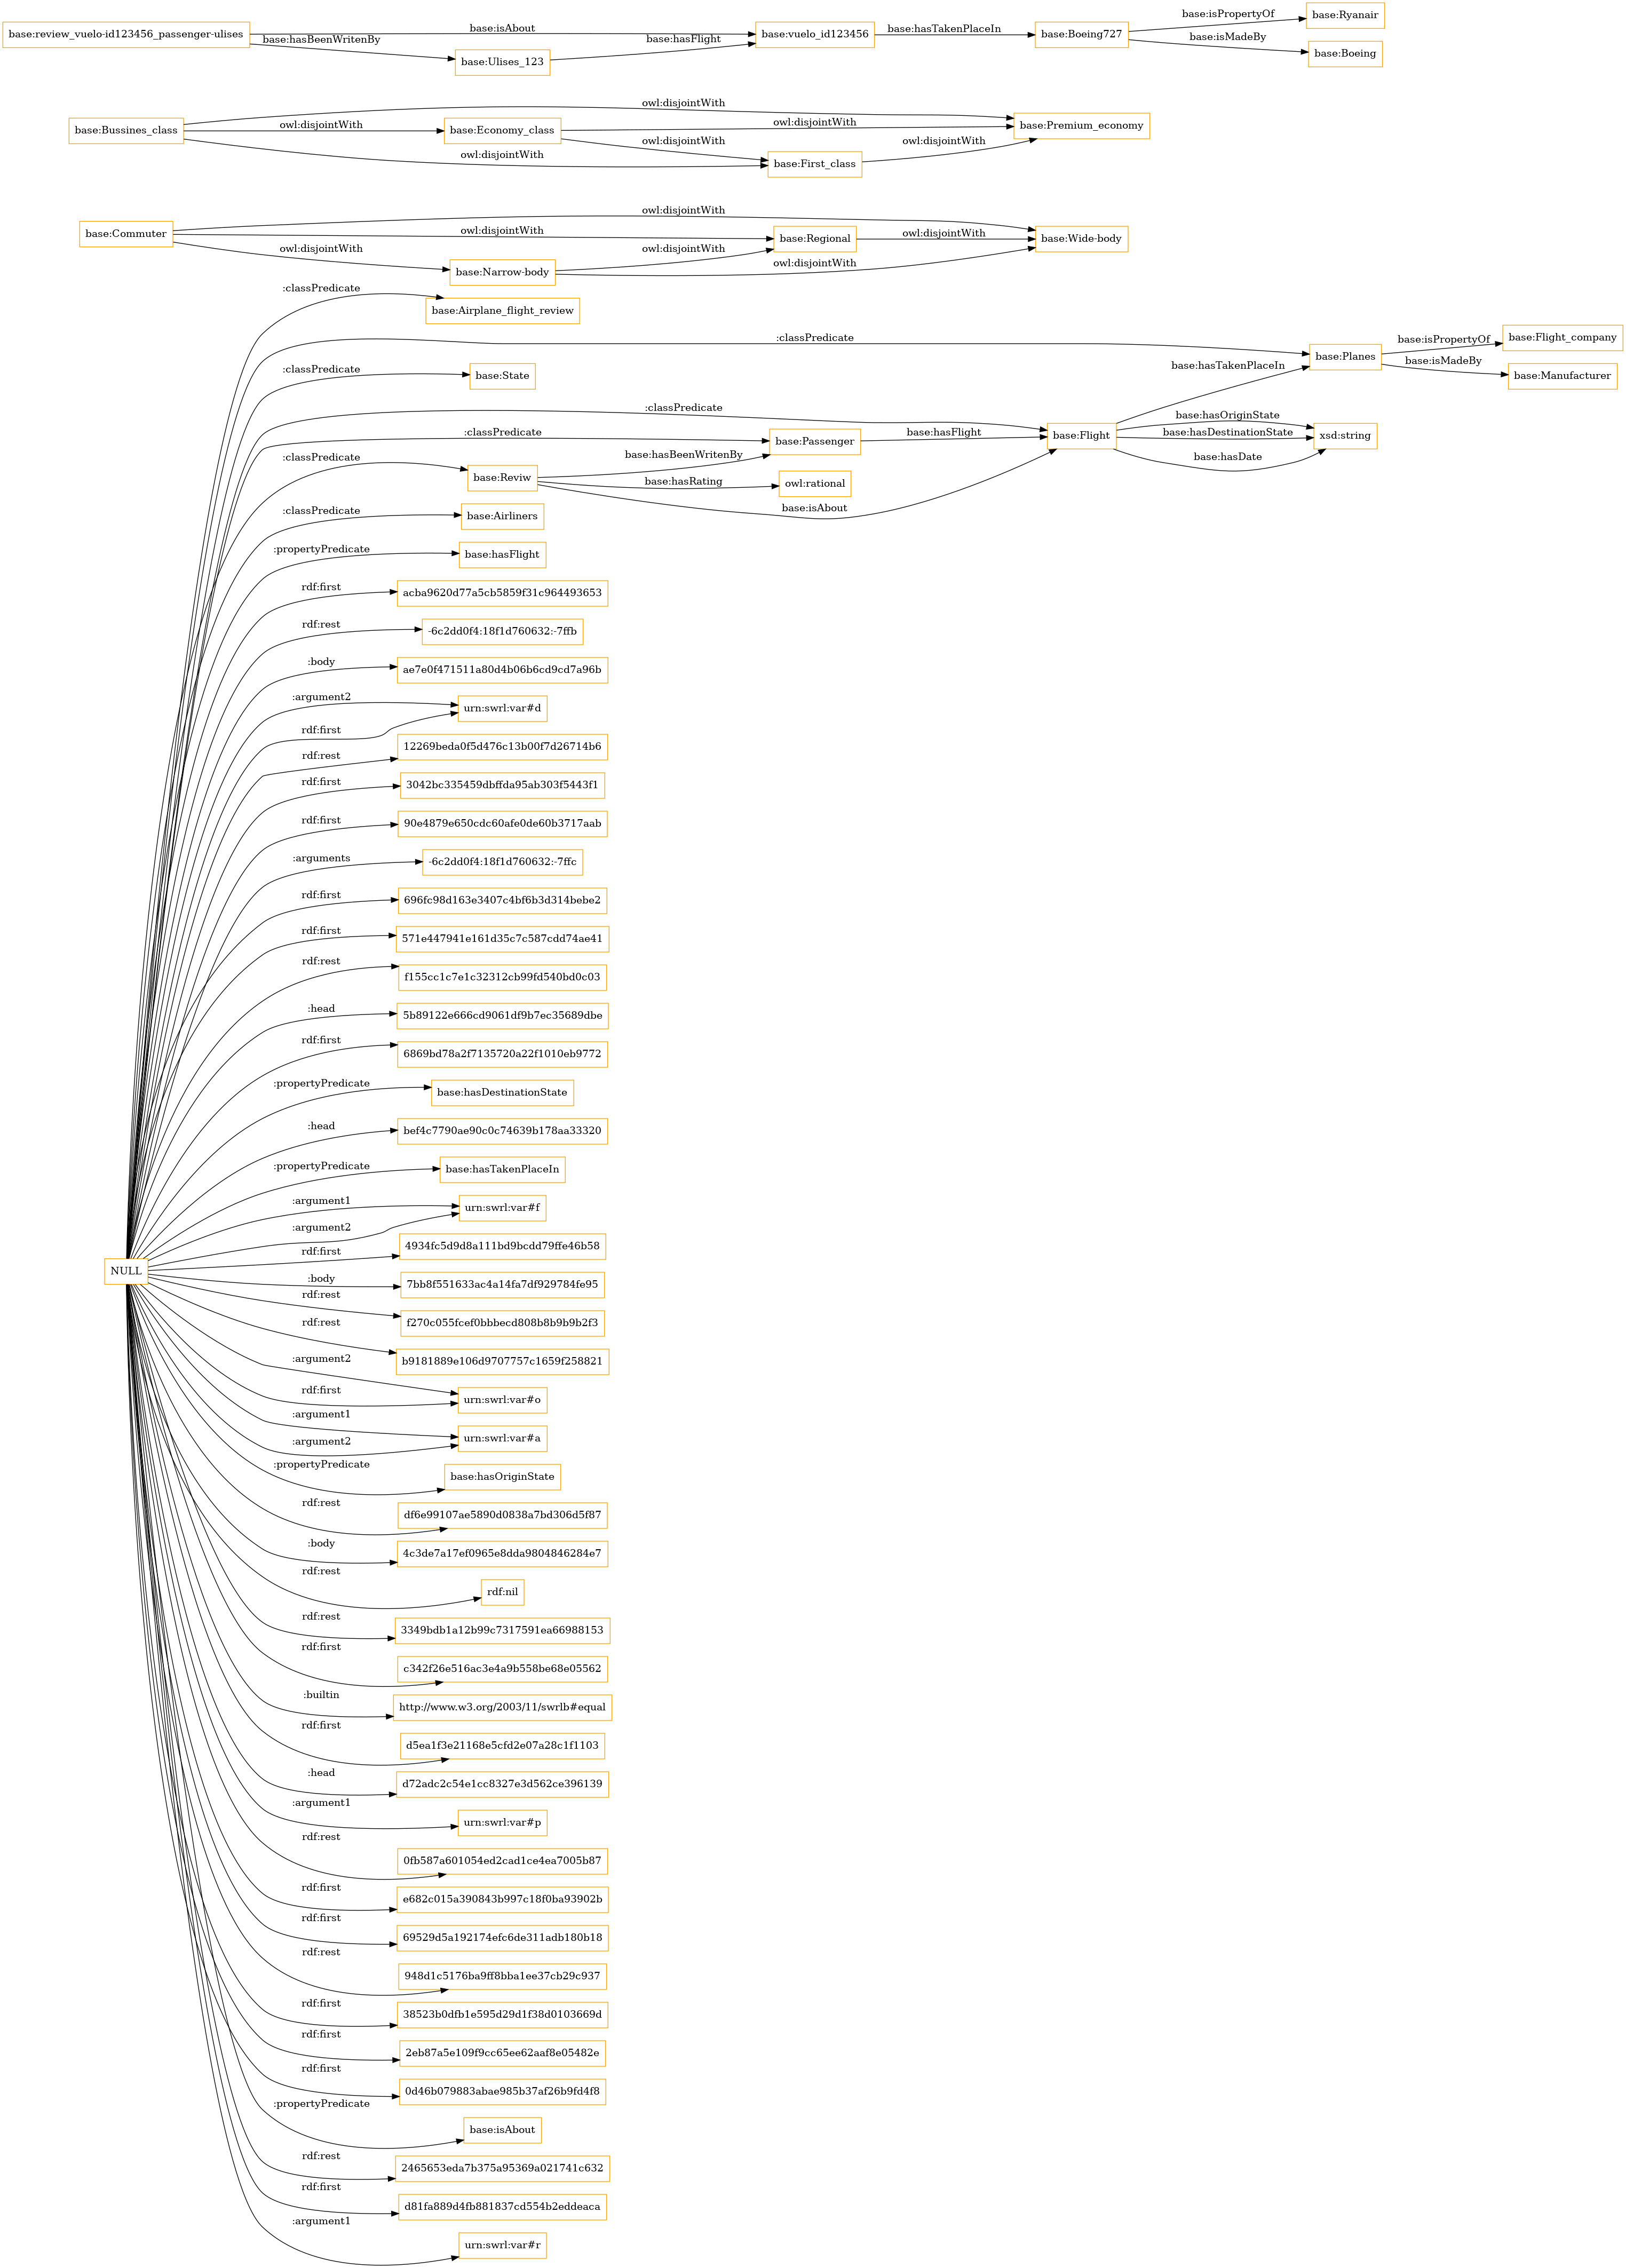 base:review_vuelo-id123456_passenger-ulises
base:isAbout
base:hasBeenWritenBy
base:Ulises_123
base:hasFlight
base:vuelo_id123456
base:hasTakenPlaceIn
base:Boeing727
base:isPropertyOf
base:Ryanair
base:isMadeBy
base:Boeing
base:Bussines_class
owl:disjointWith
owl:disjointWith
base:Economy_class
owl:disjointWith
base:Premium_economy
owl:disjointWith
owl:disjointWith
base:First_class
owl:disjointWith
base:Commuter
owl:disjointWith
owl:disjointWith
base:Regional
owl:disjointWith
base:Wide-body
owl:disjointWith
base:Narrow-body
owl:disjointWith
owl:disjointWith
:classPredicate
base:Airplane_flight_review
:classPredicate
base:Planes
base:isPropertyOf
base:Flight_company
base:isMadeBy
base:Manufacturer
:classPredicate
base:State
base:hasTakenPlaceIn
:classPredicate
base:Flight
base:hasOriginState
base:hasDestinationState
xsd:string
base:hasDate
:classPredicate
base:Passenger
base:hasFlight
:classPredicate
base:Reviw
base:hasBeenWritenBy
base:hasRating
owl:rational
base:isAbout
:classPredicate
base:Airliners
:propertyPredicate
base:hasFlight
rdf:first
acba9620d77a5cb5859f31c964493653
rdf:rest
-6c2dd0f4:18f1d760632:-7ffb
:body
ae7e0f471511a80d4b06b6cd9cd7a96b
:argument2
urn:swrl:var#d
rdf:first
rdf:rest
12269beda0f5d476c13b00f7d26714b6
rdf:first
3042bc335459dbffda95ab303f5443f1
rdf:first
90e4879e650cdc60afe0de60b3717aab
:arguments
-6c2dd0f4:18f1d760632:-7ffc
rdf:first
696fc98d163e3407c4bf6b3d314bebe2
rdf:first
571e447941e161d35c7c587cdd74ae41
rdf:rest
f155cc1c7e1c32312cb99fd540bd0c03
:head
5b89122e666cd9061df9b7ec35689dbe
rdf:first
6869bd78a2f7135720a22f1010eb9772
:propertyPredicate
base:hasDestinationState
:head
bef4c7790ae90c0c74639b178aa33320
:propertyPredicate
base:hasTakenPlaceIn
:argument1
urn:swrl:var#f
:argument2
rdf:first
4934fc5d9d8a111bd9bcdd79ffe46b58
NULL
:body
7bb8f551633ac4a14fa7df929784fe95
rdf:rest
f270c055fcef0bbbecd808b8b9b9b2f3
rdf:rest
b9181889e106d9707757c1659f258821
:argument2
rdf:first
urn:swrl:var#o
:argument1
urn:swrl:var#a
:argument2
:propertyPredicate
base:hasOriginState
rdf:rest
df6e99107ae5890d0838a7bd306d5f87
:body
4c3de7a17ef0965e8dda9804846284e7
rdf:rest
rdf:nil
rdf:rest
3349bdb1a12b99c7317591ea66988153
rdf:first
c342f26e516ac3e4a9b558be68e05562
:builtin
http://www.w3.org/2003/11/swrlb#equal
rdf:first
d5ea1f3e21168e5cfd2e07a28c1f1103
:head
d72adc2c54e1cc8327e3d562ce396139
:argument1
urn:swrl:var#p
rdf:rest
0fb587a601054ed2cad1ce4ea7005b87
rdf:first
e682c015a390843b997c18f0ba93902b
rdf:first
69529d5a192174efc6de311adb180b18
rdf:rest
948d1c5176ba9ff8bba1ee37cb29c937
rdf:first
38523b0dfb1e595d29d1f38d0103669d
rdf:first
2eb87a5e109f9cc65ee62aaf8e05482e
rdf:first
0d46b079883abae985b37af26b9fd4f8
:propertyPredicate
base:isAbout
rdf:rest
2465653eda7b375a95369a021741c632
rdf:first
d81fa889d4fb881837cd554b2eddeaca
:argument1
urn:swrl:var#r